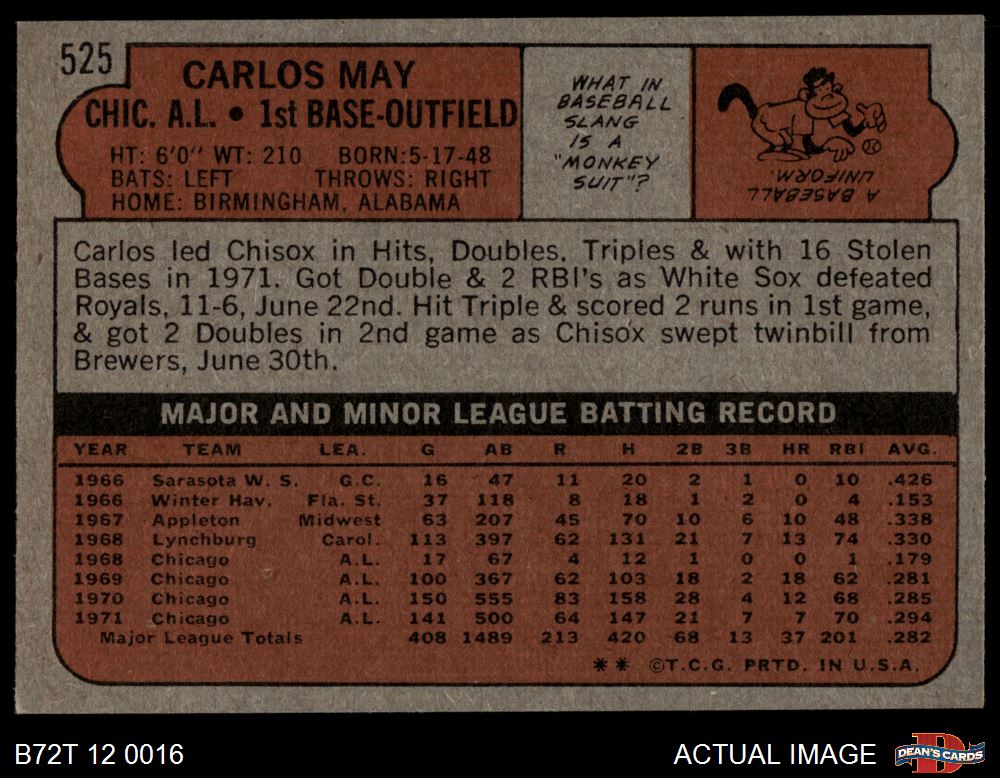 525
CARLOS MAY
CHIC. A.L. • 1st BASE-OUTFIELD
HT: 6'0" WT: 210 BORN: 5-17-48
BATS: LEFT THROWS: RIGHT
HOME: BIRMINGHAM, ALABAMA
WHAT IN
BASEBALL
SLANG
IS A
"MONKEY
SUIT"?
A BASEBALL
UNIFORM.
Carlos led Chisox in Hits, Doubles, Triples & with 16 Stolen
Bases in 1971. Got Double & 2 RBI's as White Sox defeated
Royals, 11-6, June 22nd. Hit Triple & scored 2 runs in 1st game,
& got 2 Doubles in 2nd game as Chisox swept twinbill from
Brewers, June 30th.
MAJOR AND MINOR LEAGUE BATTING RECORD
YEAR TEAM LEA. G AB R H 2B 3B HR RBI AVG.
1966 Sarasota W. S. G.C. 16 47 11 20 2 1 0 10 .426
1966 Winter Hav. Fla. St. 37 118 8 18 1 2 0 4 .153
1967 Appleton Midwest 63 207 45 70 10 6 10 48 .338
1968 Lynchburg Carol. 113 397 62 131 21 7 13 74 .330
1968 Chicago A.L. 17 67 4 12 1 0 0 1 .179
1969 Chicago A.L. 100 367 62 103 18 2 18 62 .281
1970 Chicago A.L. 150 555 83 158 28 4 12 68 .285
1971 Chicago A.L. 141 500 64 147 21 7 7 70 .294
Major League Totals 408 1489 213 420 68 13 37 201 .282
** ©T.C.G. PRTD. IN U.S.A.
B72T 12 0016
ACTUAL IMAGE
DEAN'S CARDS